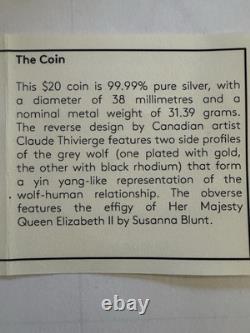 The Coin
This $20 coin is 99.99% pure silver, with
a diameter of 38 millimetres and a
nominal metal weight of 31.39 grams.
The reverse design by Canadian artist
Claude Thivierge features two side profiles
of the grey wolf (one plated with gold,
the other with black rhodium) that form
a yin yang-like representation of the
wolf-human relationship. The obverse
features the effigy of Her Majesty
Queen Elizabeth II by Susanna Blunt.
©ebay